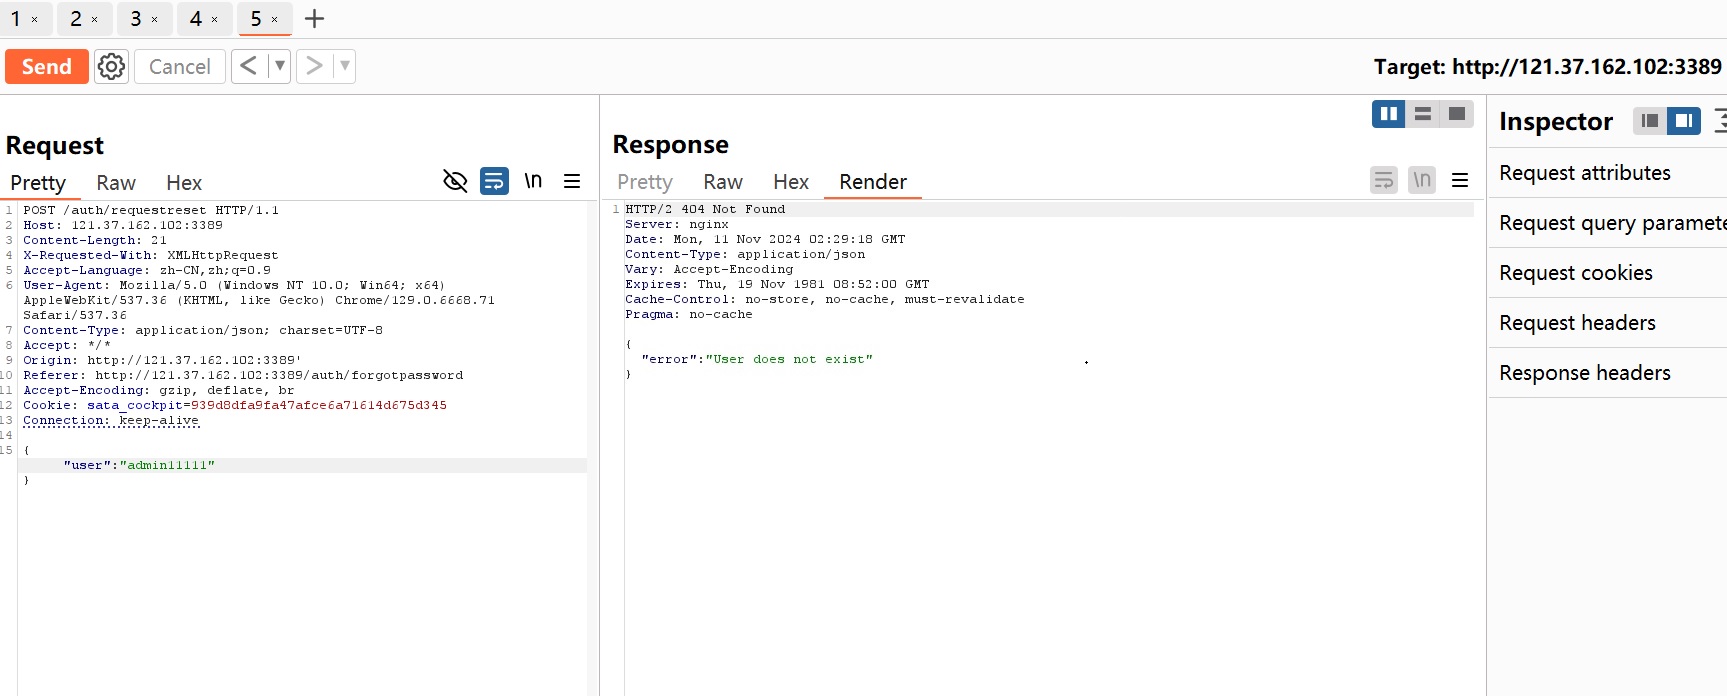 1 × 2 × 3 × 4 × 5 × +
Send Cancel < ▼ > ▼ Target: http://121.37.162.102:3389
Request
Pretty Raw Hex \n
1 POST /auth/requestreset HTTP/1.1
2 Host: 121.37.162.102:3389
3 Content-Length: 21
4 X-Requested-With: XMLHttpRequest
5 Accept-Language: zh-CN,zh;q=0.9
6 User-Agent: Mozilla/5.0 (Windows NT 10.0; Win64; x64)
AppleWebKit/537.36 (KHTML, like Gecko) Chrome/129.0.6668.71
Safari/537.36
7 Content-Type: application/json; charset=UTF-8
8 Accept: */*
9 Origin: http://121.37.162.102:3389'
10 Referer: http://121.37.162.102:3389/auth/forgotpassword
11 Accept-Encoding: gzip, deflate, br
12 Cookie: sata_cockpit=939d8dfa9fa47afce6a71614d675d345
13 Connection: keep-alive
14
15 {
"user":"admin11111"
}
Response
Pretty Raw Hex Render \n
1 HTTP/2 404 Not Found
Server: nginx
Date: Mon, 11 Nov 2024 02:29:18 GMT
Content-Type: application/json
Vary: Accept-Encoding
Expires: Thu, 19 Nov 1981 08:52:00 GMT
Cache-Control: no-store, no-cache, must-revalidate
Pragma: no-cache
{
"error":"User does not exist"
}
Inspector
Request attributes
Request query paramete
Request cookies
Request headers
Response headers